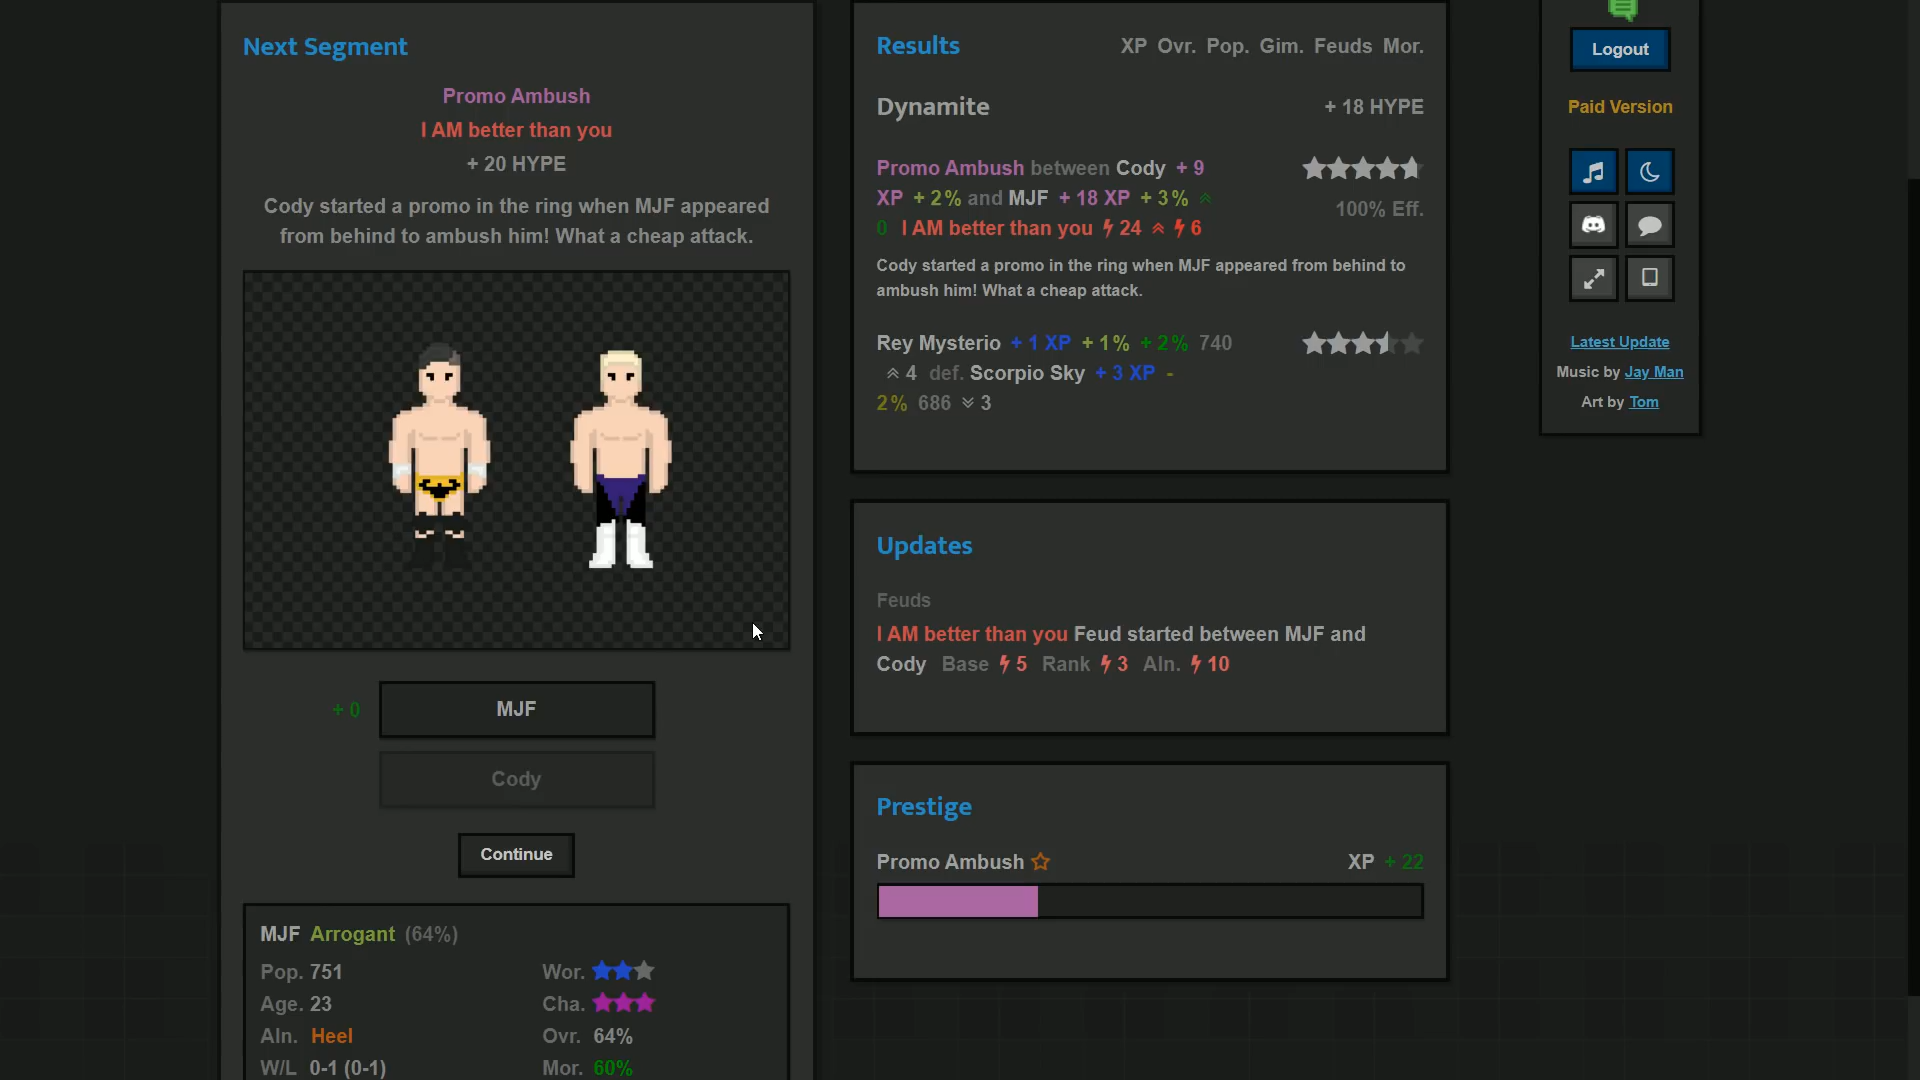 Next Segment
Promo Ambush
I AM better than you
+ 20 HYPE
Cody started a promo in the ring when MJF appeared
from behind to ambush him! What a cheap attack.
+ 0 MJF
Cody
Continue
MJF Arrogant (64%)
Pop. 751 Wor.
Age. 23 Cha.
Aln. Heel Ovr. 64%
W/L 0-1 (0-1) Mor. 60%
Results XP Ovr. Pop. Gim. Feuds Mor.
Dynamite + 18 HYPE
Promo Ambush between Cody + 9
XP + 2% and MJF + 18 XP + 3%
100% Eff.
0 I AM better than you 24 6
Cody started a promo in the ring when MJF appeared from behind to
ambush him! What a cheap attack.
Rey Mysterio + 1 XP + 1% + 2% 740
4 def. Scorpio Sky + 3 XP -
2% 686 3
Updates
Feuds
I AM better than you Feud started between MJF and
Cody Base 5 Rank 3 Aln. 10
Prestige
Promo Ambush XP + 22
Logout
Paid Version
Latest Update
Music by Jay Man
Art by Tom